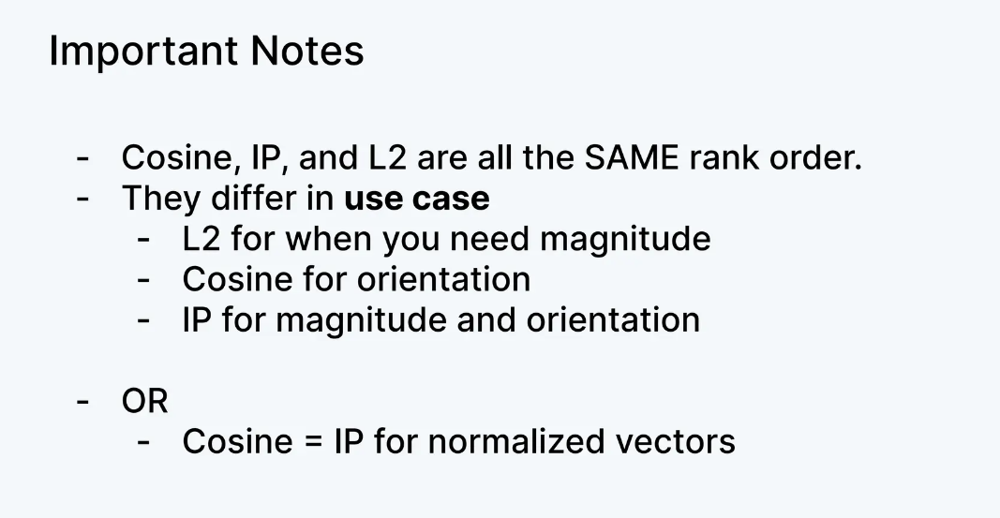 Important Notes
- Cosine, IP, and L2 are all the SAME rank order.
- They differ in use case
- L2 for when you need magnitude
- Cosine for orientation
- IP for magnitude and orientation
- OR
- Cosine = IP for normalized vectors